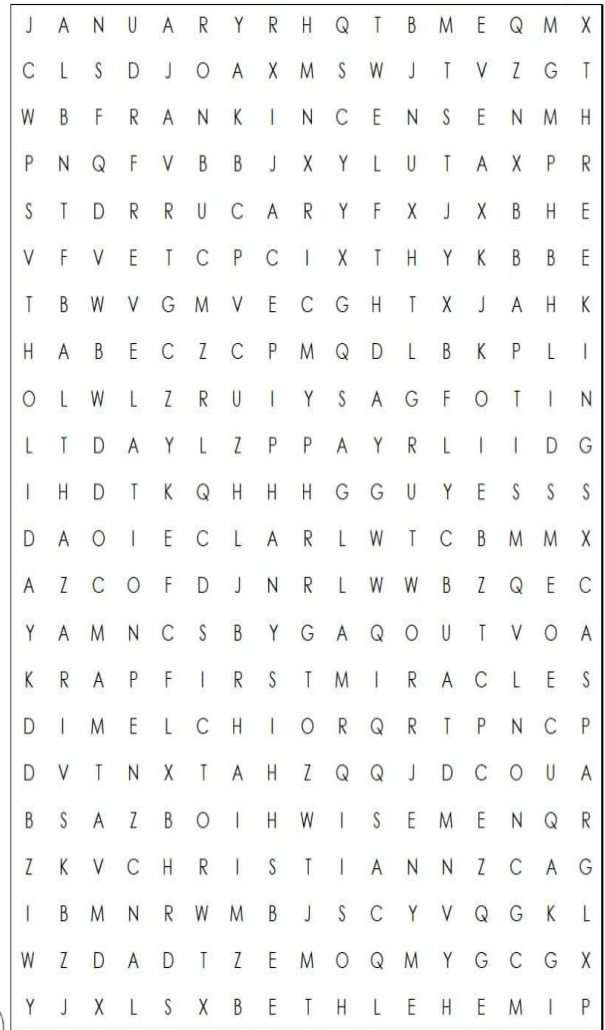 J A N U A R Y R H Q T B M E Q M X
C L S D J O A X M S W J T V Z G T
W B F R A N K I N C E N S E N M H
P N Q F V B B J X Y L U T A X P R
S T D R R U C A R Y F X J X B H E
V F V E T C P C I X T H Y K B B E
T B W V G M V E C G H T X J A H K
H A B E C Z C P M Q D L B K P L I
O L W L Z R U I Y S A G F O T I N
L T D A Y L Z P P A Y R L I I D G
I H D T K Q H H H G G U Y E S S S
D A O I E C L A R L W T C B M M X
A Z C O F D J N R L W W B Z Q E C
Y A M N C S B Y G A Q O U T V O A
K R A P F I R S T M I R A C L E S
D I M E L C H I O R Q R T P N C P
D V T N X T A H Z Q Q J D C O U A
B S A Z B O I H W I S E M E N Q R
Z K V C H R I S T I A N N Z C A G
I B M N R W M B J S C Y V Q G K L
W Z D A D T Z E M O Q M Y G C G X
Y J X L S X B E T H L E H E M I P